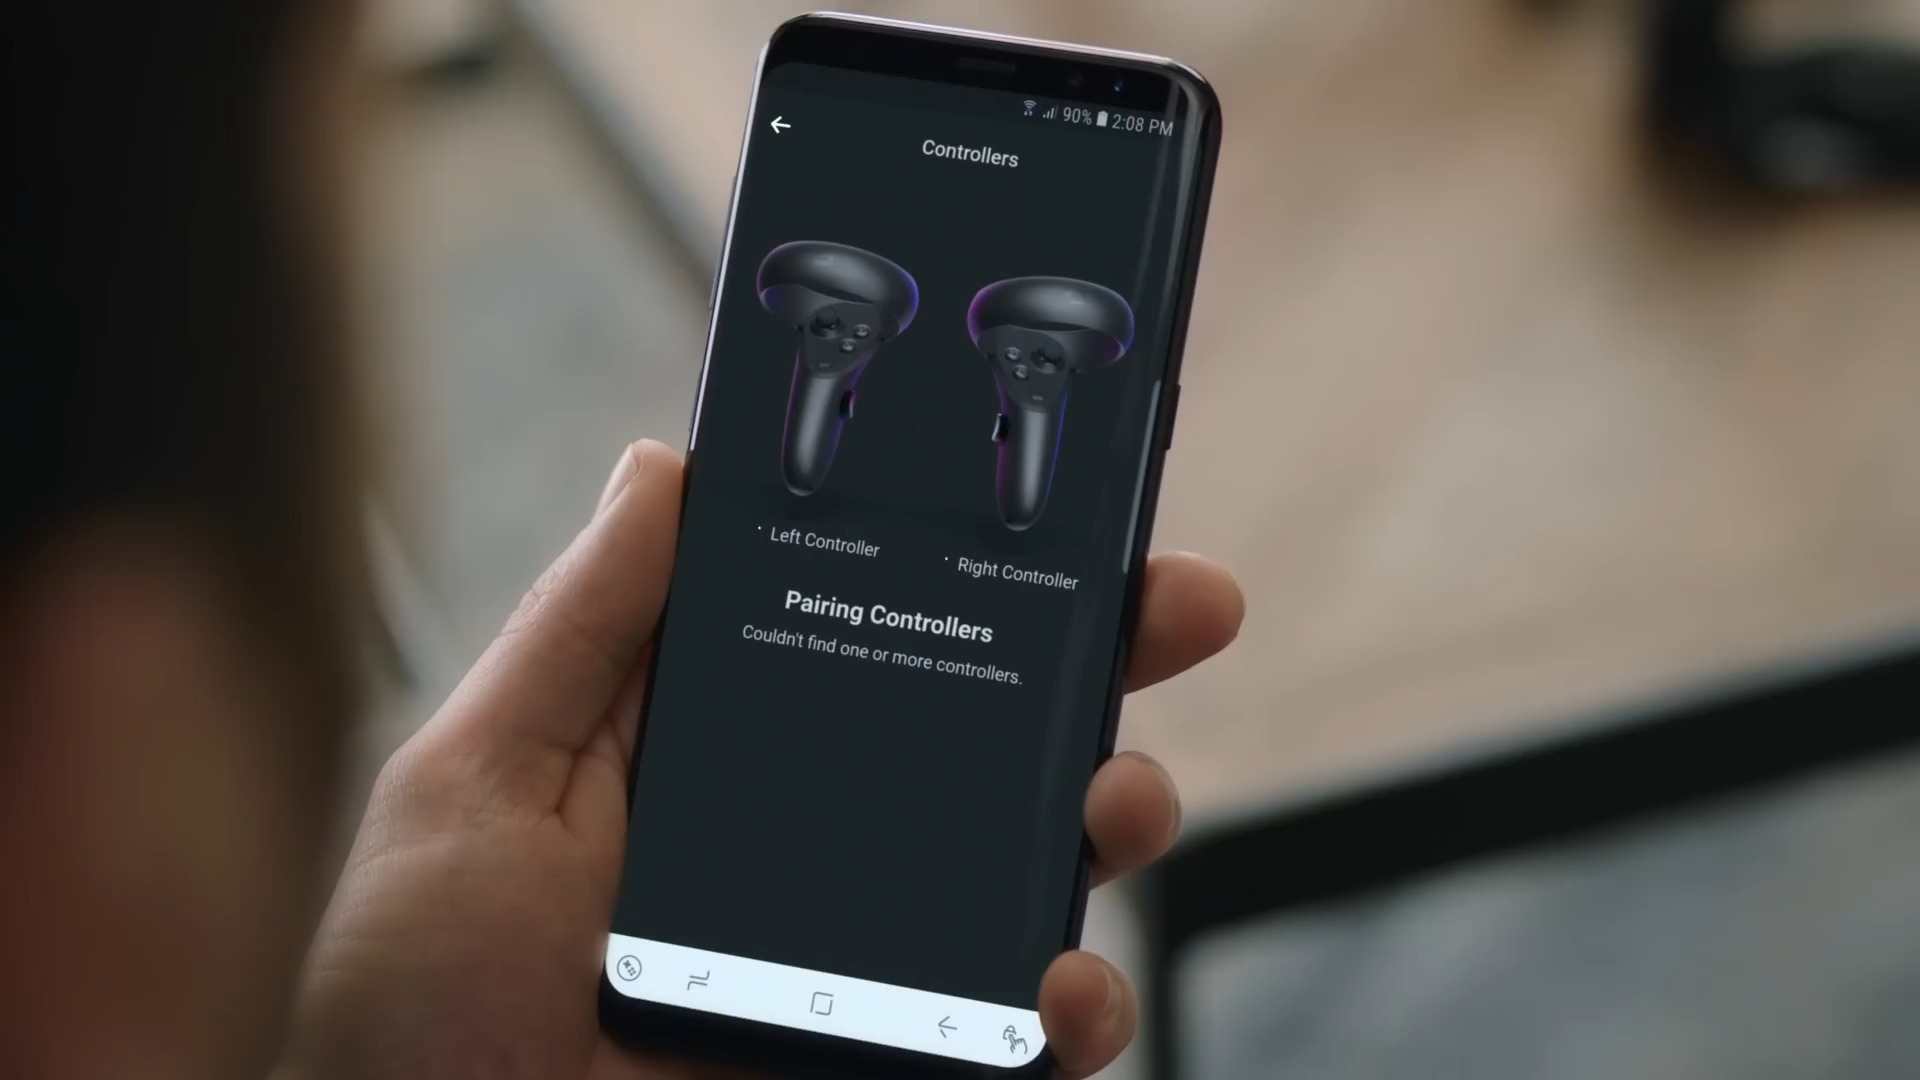 90% 2:08 PM
Controllers
Left Controller
Right Controller
Pairing Controllers
Couldn't find one or more controllers.